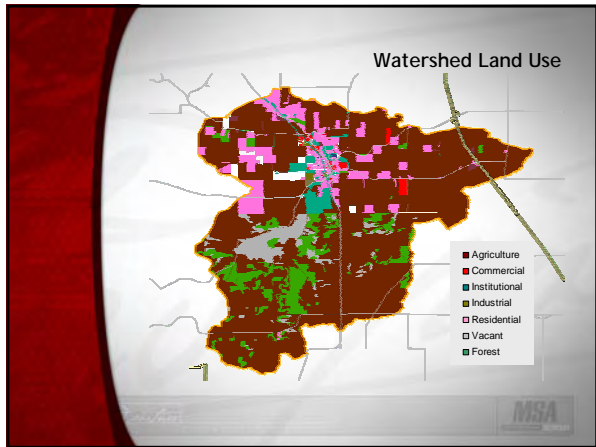 Watershed Land Use
Agriculture
Commercial
Institutional
Industrial
Residential
Vacant
Forest
MSA